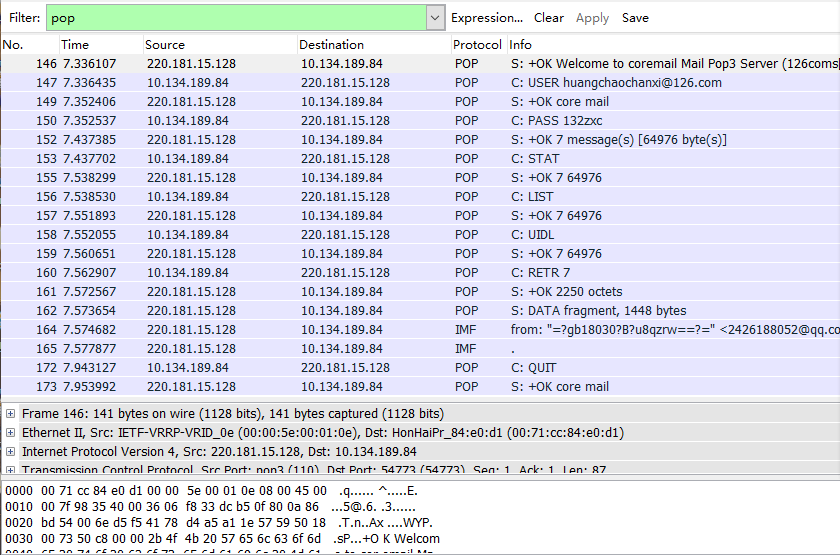 Filter: pop Expression... Clear Apply Save
No. Time Source Destination Protocol Info
146 7.336107 220.181.15.128 10.134.189.84 POP S: +OK Welcome to coremail Mail Pop3 Server (126coms
147 7.336435 10.134.189.84 220.181.15.128 POP C: USER huangchaochanxi@126.com
149 7.352406 220.181.15.128 10.134.189.84 POP S: +OK core mail
150 7.352537 10.134.189.84 220.181.15.128 POP C: PASS 132zxc
152 7.437385 220.181.15.128 10.134.189.84 POP S: +OK 7 message(s) [64976 byte(s)]
153 7.437702 10.134.189.84 220.181.15.128 POP C: STAT
155 7.538299 220.181.15.128 10.134.189.84 POP S: +OK 7 64976
156 7.538530 10.134.189.84 220.181.15.128 POP C: LIST
157 7.551893 220.181.15.128 10.134.189.84 POP S: +OK 7 64976
158 7.552055 10.134.189.84 220.181.15.128 POP C: UIDL
159 7.560651 220.181.15.128 10.134.189.84 POP S: +OK 7 64976
160 7.562907 10.134.189.84 220.181.15.128 POP C: RETR 7
161 7.572567 220.181.15.128 10.134.189.84 POP S: +OK 2250 octets
162 7.573654 220.181.15.128 10.134.189.84 POP S: DATA fragment, 1448 bytes
164 7.574682 220.181.15.128 10.134.189.84 IMF from: "=?gb18030?B?u8qzrw==?=" <2426188052@qq.co
165 7.577877 220.181.15.128 10.134.189.84 IMF .
172 7.943127 10.134.189.84 220.181.15.128 POP C: QUIT
173 7.953992 220.181.15.128 10.134.189.84 POP S: +OK core mail
Frame 146: 141 bytes on wire (1128 bits), 141 bytes captured (1128 bits)
Ethernet II, Src: IETF-VRRP-VRID_0e (00:00:5e:00:01:0e), Dst: HonHaiPr_84:e0:d1 (00:71:cc:84:e0:d1)
Internet Protocol Version 4, Src: 220.181.15.128, Dst: 10.134.189.84
Transmission Control Protocol, Src Port: pop3 (110), Dst Port: 54773 (54773), Seq: 1, Ack: 1, Len: 87
0000 00 71 cc 84 e0 d1 00 00 5e 00 01 0e 08 00 45 00 .q...... ^.....E.
0010 00 7f 98 35 40 00 36 06 f8 33 dc b5 0f 80 0a 86 ...5@.6. .3......
0020 bd 54 00 6e d5 f5 41 78 d4 a5 a1 1e 57 59 50 18 .T.n..Ax ....WYP.
0030 00 73 50 c8 00 00 2b 4f 4b 20 57 65 6c 63 6f 6d .sP...+O K Welcom